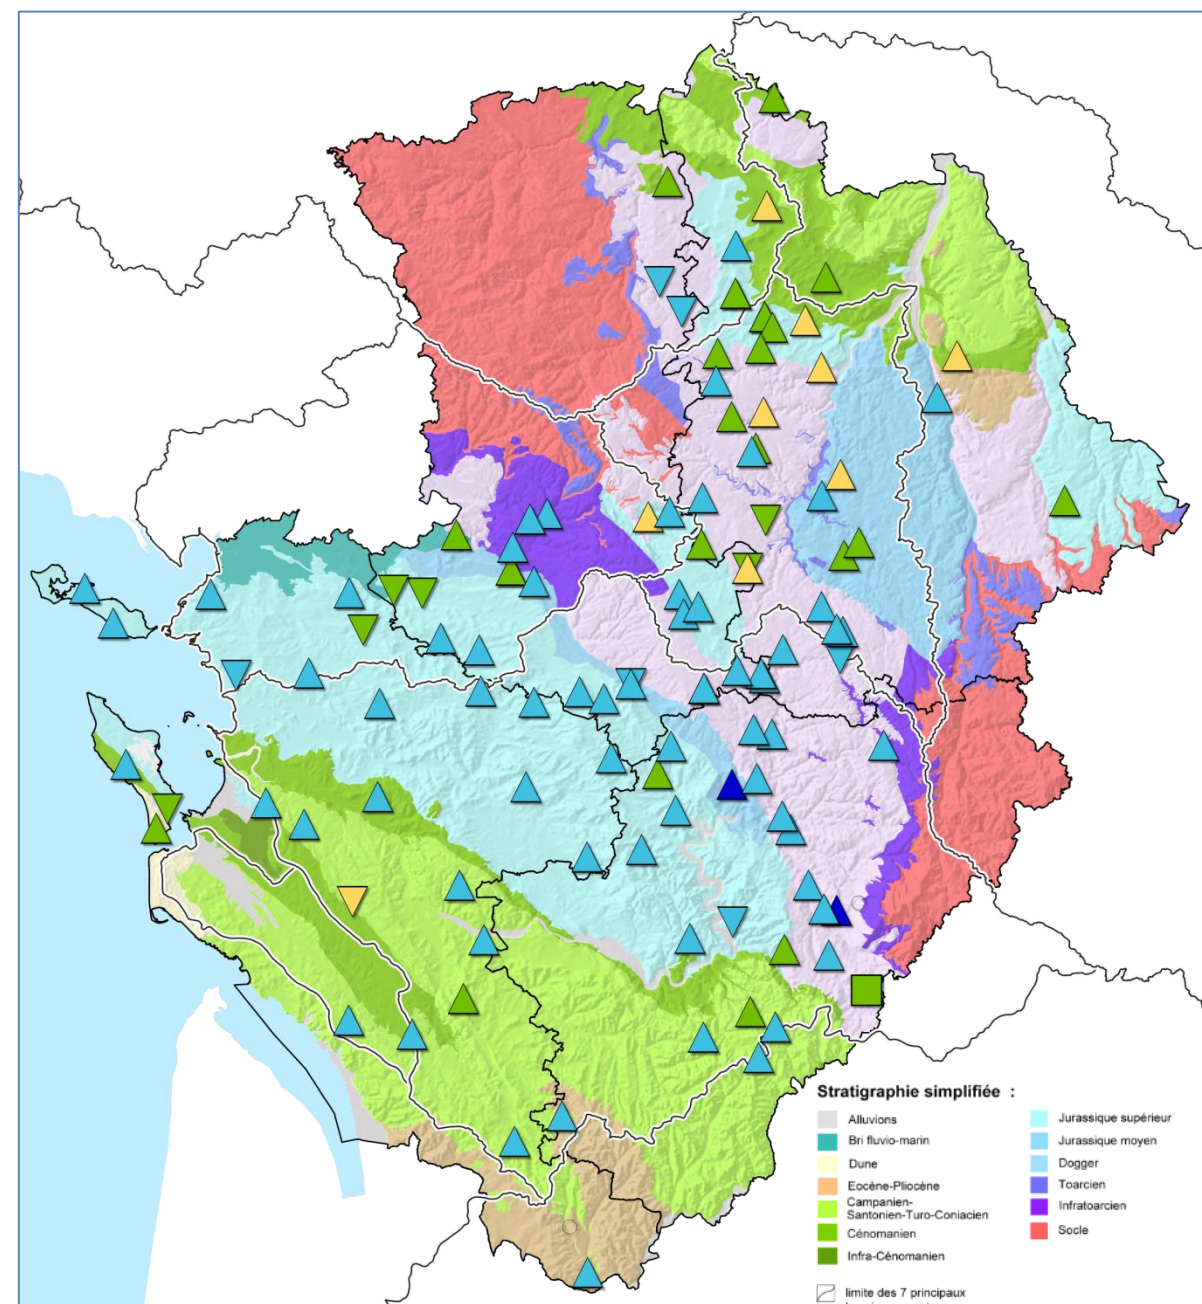 Stratigraphie simplifiée :
Alluvions
Bri fluvio-marin
Dune
Eocène-Pliocène
Campanien-
Santonien-Turo-Coniacien
Cénomanien
Infra-Cénomanien
Jurassique supérieur
Jurassique moyen
Dogger
Toarcien
Infratoarcien
Socle
limite des 7 principaux